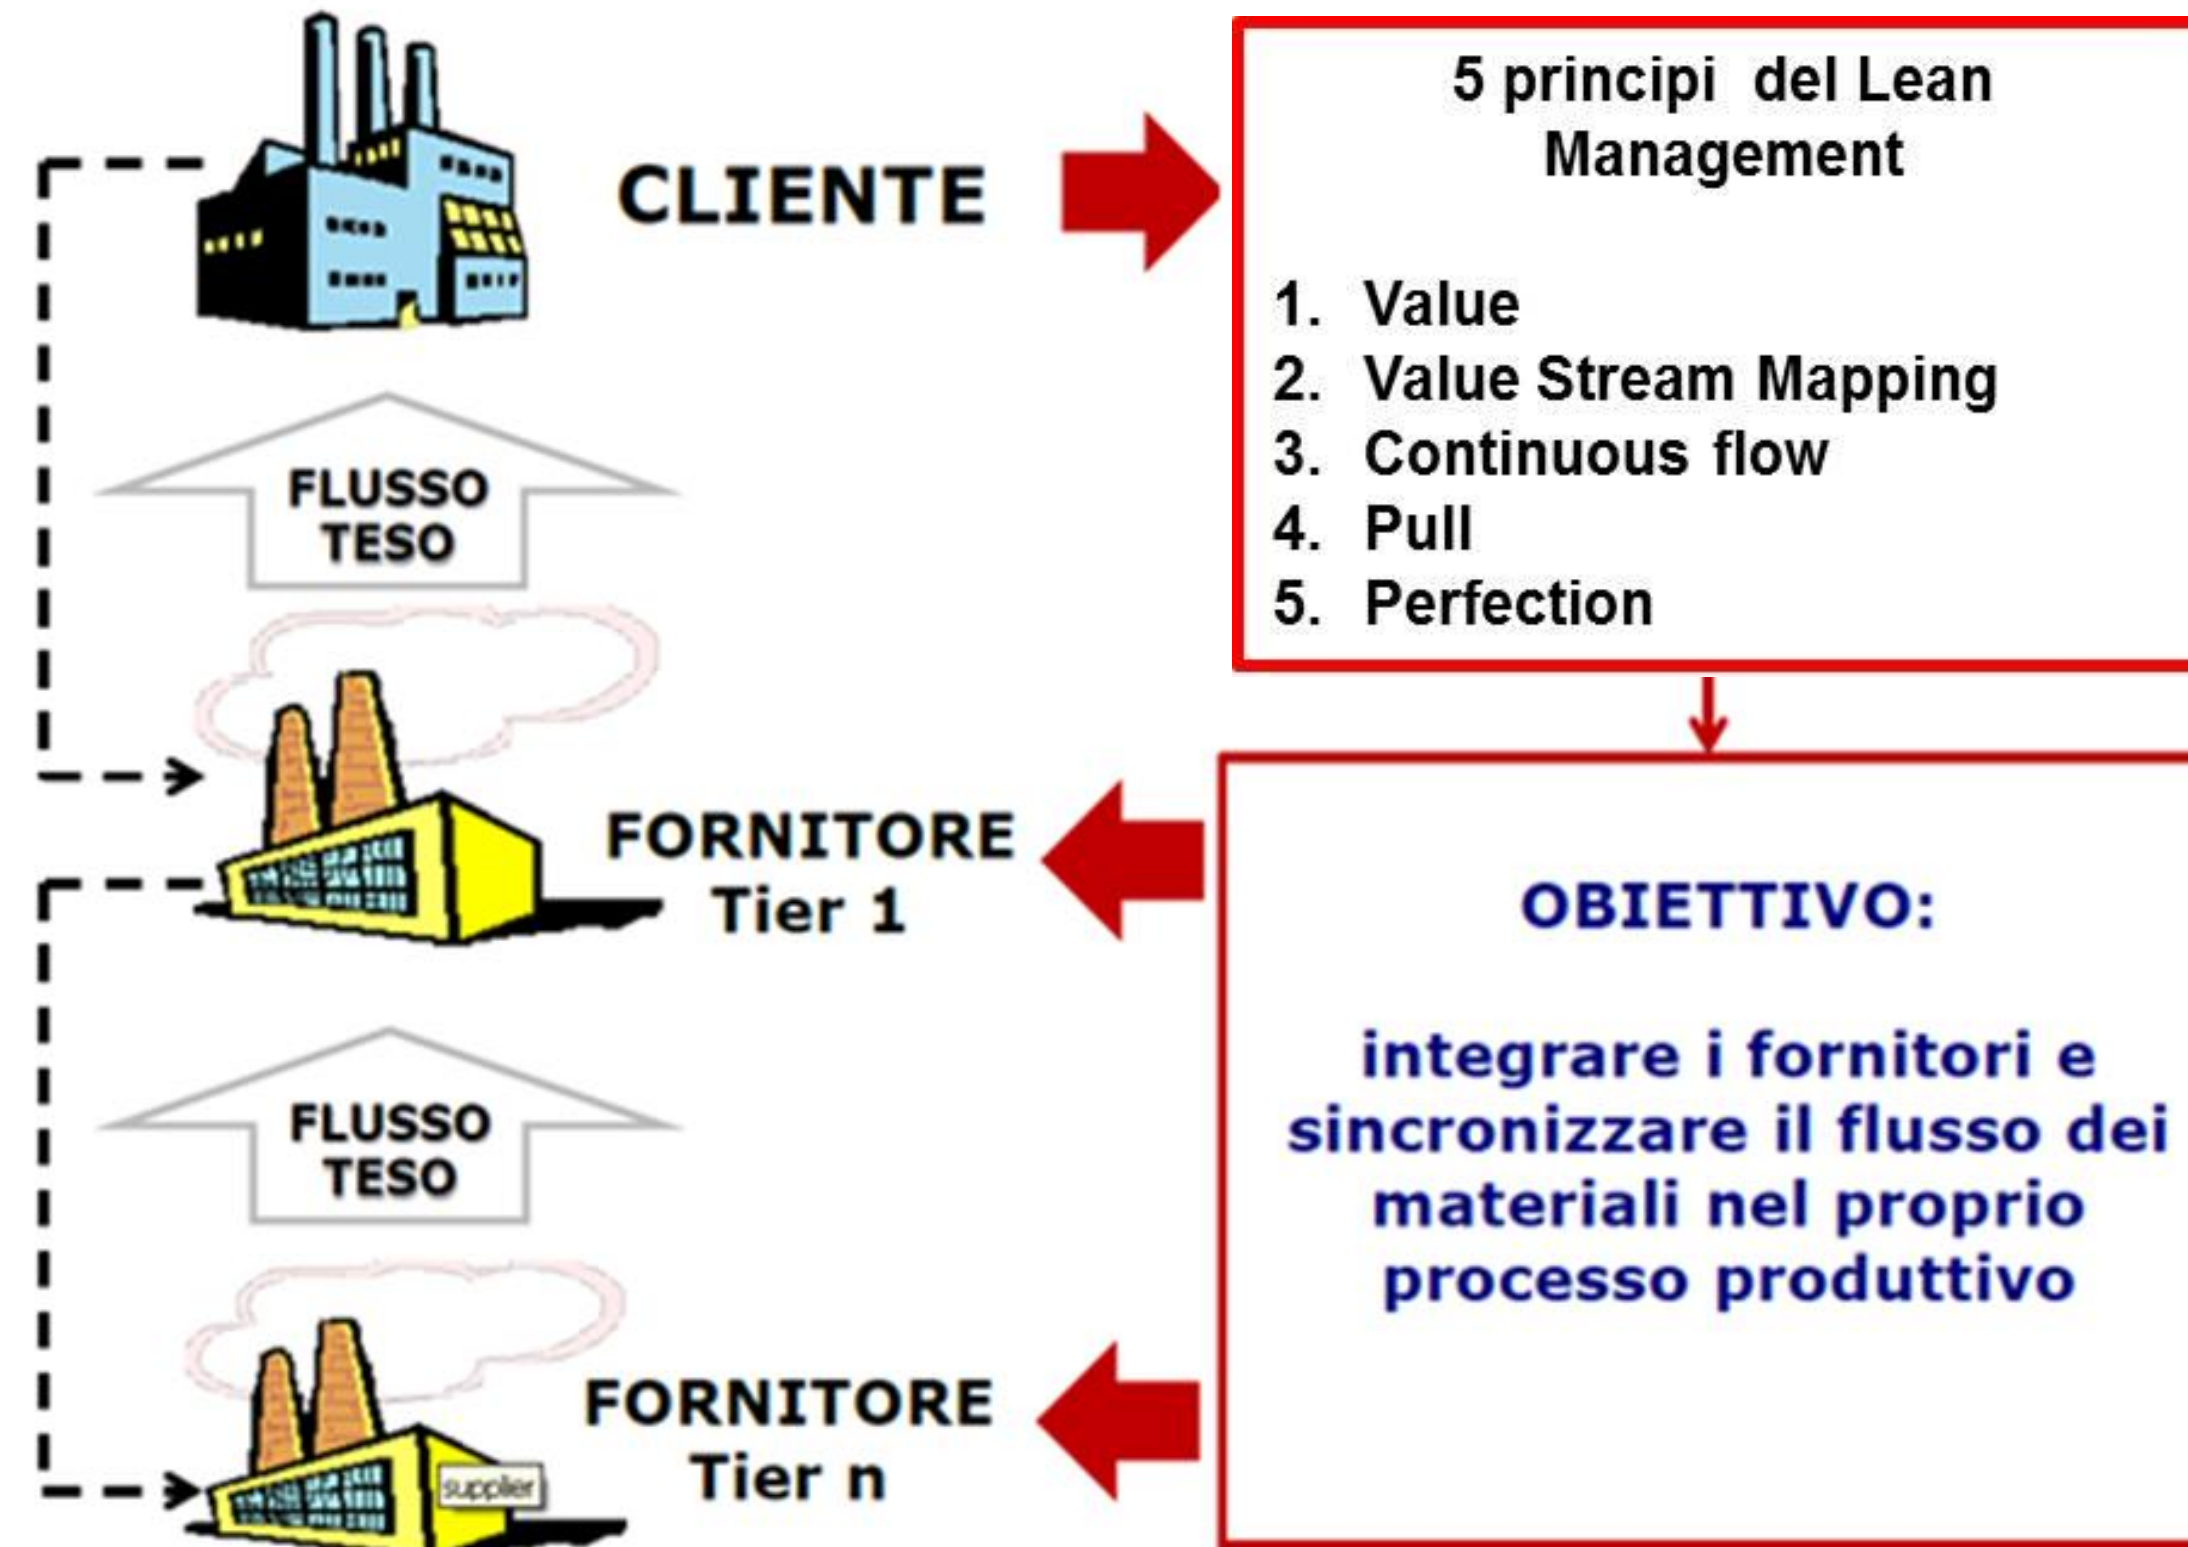 CLIENTE
5 principi del Lean
Management
1. Value
2. Value Stream Mapping
3. Continuous flow
4. Pull
5. Perfection
FLUSSO
TESO
FORNITORE
Tier 1
OBIETTIVO:
integrare i fornitori e
sincronizzare il flusso dei
materiali nel proprio
processo produttivo
FLUSSO
TESO
FORNITORE
Tier n
supplier